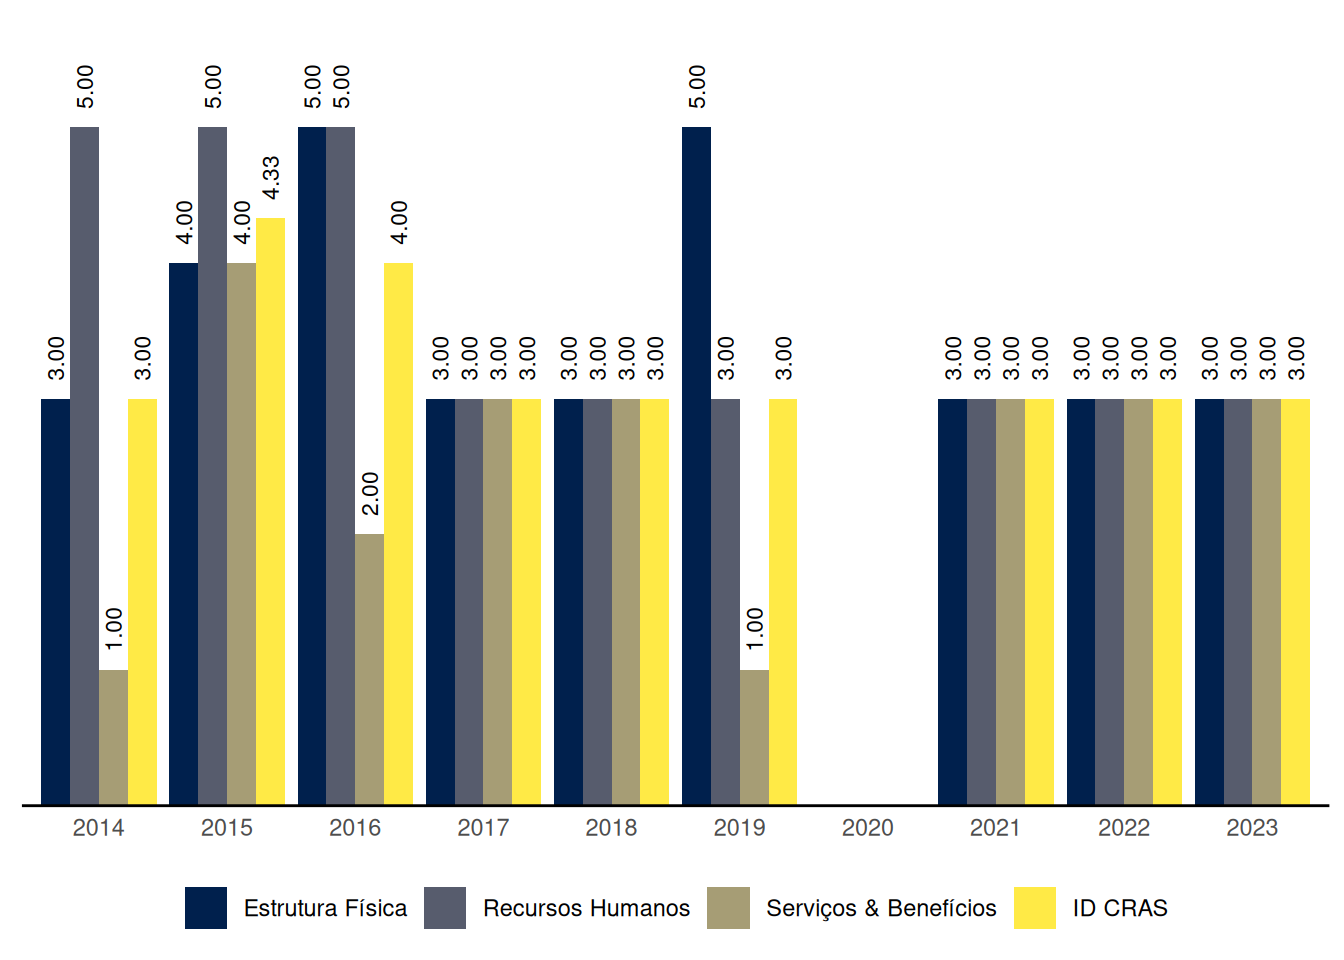 3.00 5.00 1.00 3.00 4.00 5.00 4.00 4.33 5.00 5.00 2.00 4.00 3.00 3.00 3.00 3.00 3.00 3.00 3.00 3.00 5.00 3.00 1.00 3.00 3.00 3.00 3.00 3.00 3.00 3.00 3.00 3.00 3.00 3.00 3.00 3.00
2014 2015 2016 2017 2018 2019 2020 2021 2022 2023
Estrutura Física Recursos Humanos Serviços & Benefícios ID CRAS